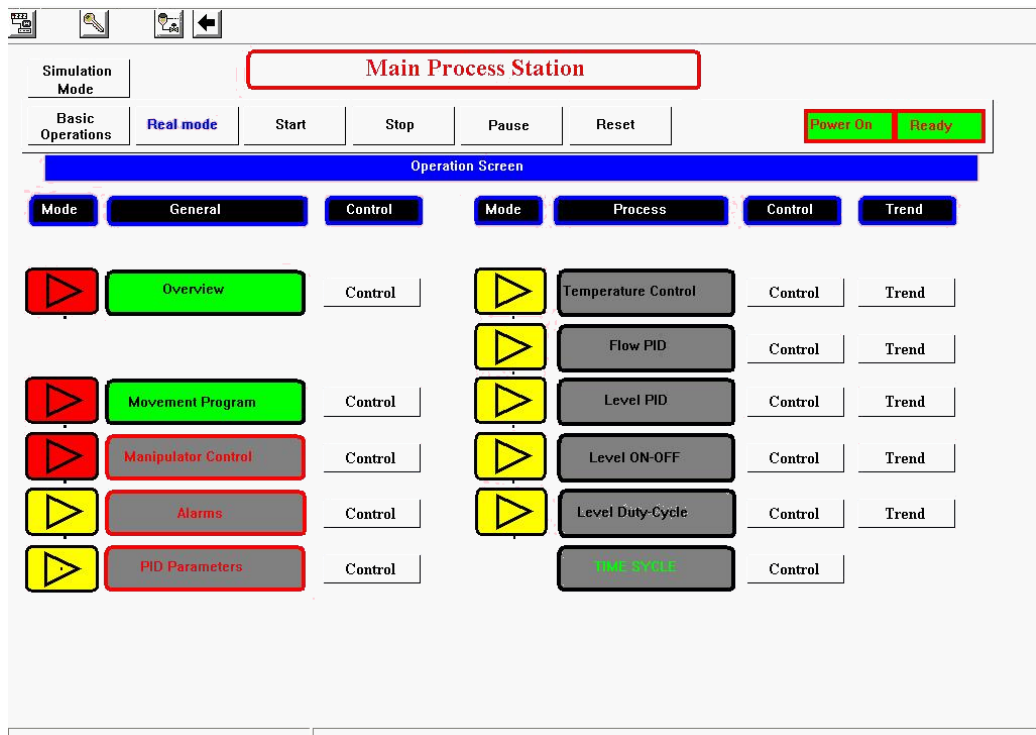 Main Process Station
Simulation
Mode
Basic
Operations
Real mode
Start
Stop
Pause
Reset
Power On
Ready
Operation Screen
Mode
General
Control
Mode
Process
Control
Trend
Overview
Control
Temperature Control
Control
Trend
Flow PID
Control
Trend
Movement Program
Control
Level PID
Control
Trend
Manipulator Control
Control
Level ON-OFF
Control
Trend
Alarms
Control
Level Duty-Cycle
Control
Trend
PID Parameters
Control
TIME SYCLE
Control